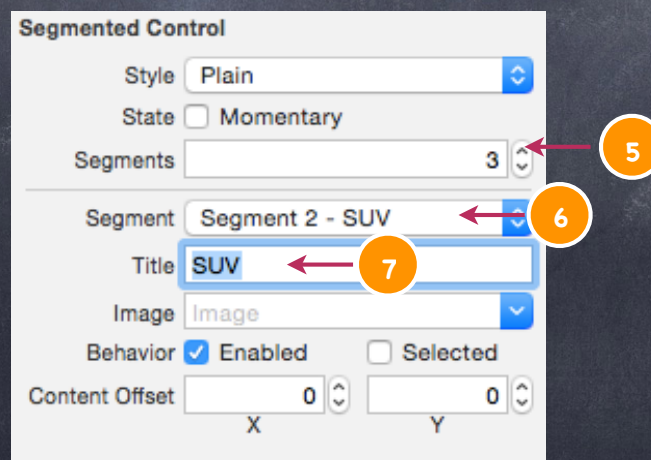 Segmented Control
Style Plain
State Momentary
Segments 3
5
Segment Segment 2 - SUV
6
Title SUV
7
Image Image
Behavior Enabled Selected
Content Offset 0 0
X Y